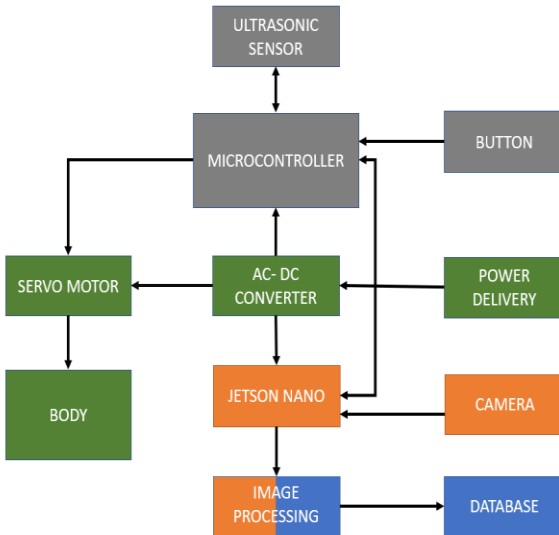 ULTRASONIC
SENSOR
MICROCONTROLLER
BUTTON
SERVO MOTOR
AC- DC
CONVERTER
POWER
DELIVERY
BODY
JETSON NANO
CAMERA
IMAGE
PROCESSING
DATABASE